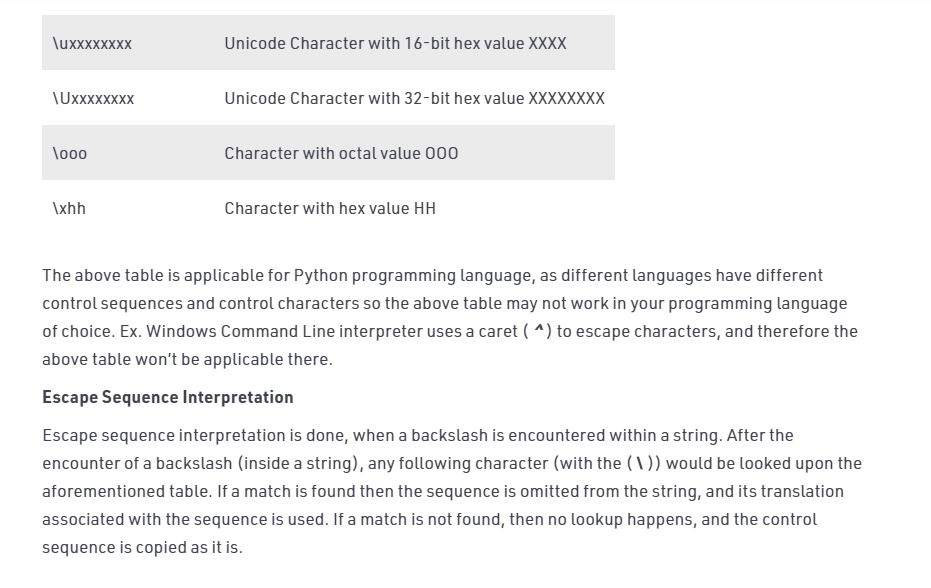 \uxxxxxxxx Unicode Character with 16-bit hex value XXXX
\Uxxxxxxxx Unicode Character with 32-bit hex value XXXXXXXX
\ooo Character with octal value OOO
\xhh Character with hex value HH
The above table is applicable for Python programming language, as different languages have different
control sequences and control characters so the above table may not work in your programming language
of choice. Ex. Windows Command Line interpreter uses a caret ( ^) to escape characters, and therefore the
above table won’t be applicable there.
Escape Sequence Interpretation
Escape sequence interpretation is done, when a backslash is encountered within a string. After the
encounter of a backslash (inside a string), any following character (with the (\)) would be looked upon the
aforementioned table. If a match is found then the sequence is omitted from the string, and its translation
associated with the sequence is used. If a match is not found, then no lookup happens, and the control
sequence is copied as it is.